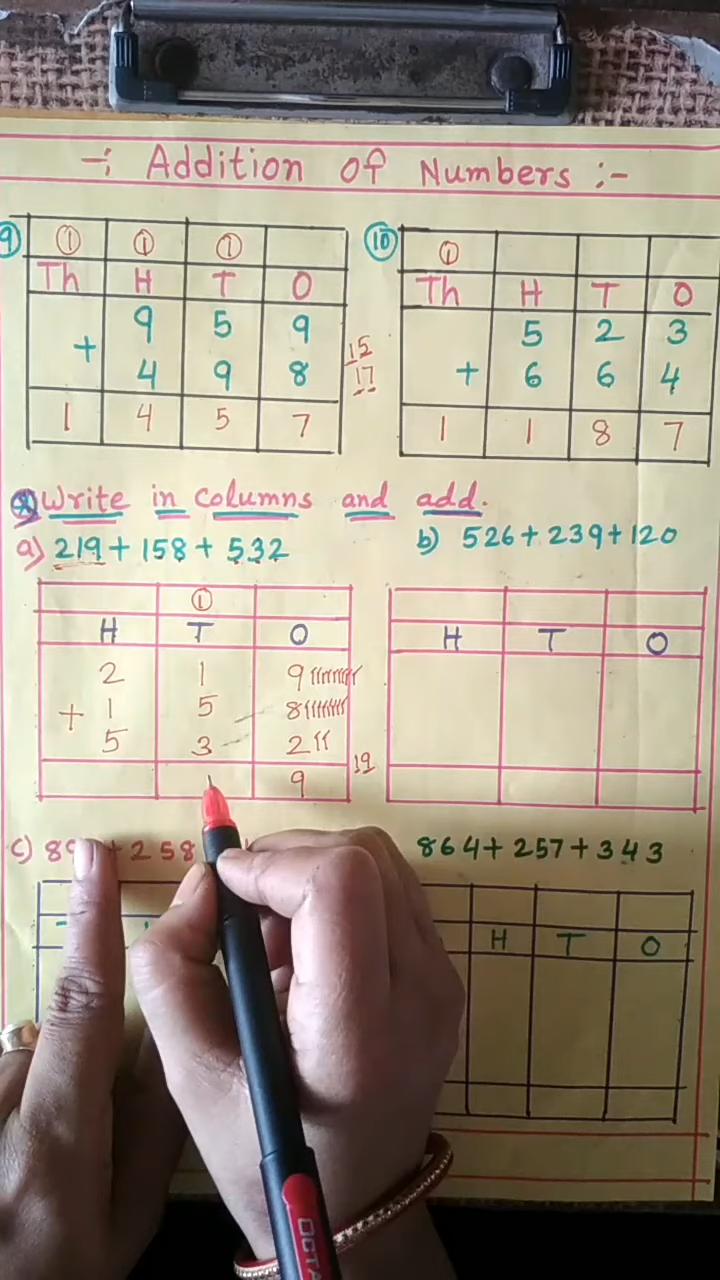 -: Addition of Numbers :-
9 ① ① ①
Th H T O
9 5 9
+ 4 9 8
1 4 5 7
15
17
10 ①
Th H T O
5 2 3
+ 6 6 4
1 1 8 7
Write in columns and add.
a) 219 + 158 + 532
①
H T O
2 1 9
+ 1 5 8
5 3 2
9
19
b) 526 + 239 + 120
H T O
c) 8 + 258
864 + 257 + 343
H T O
OCTA